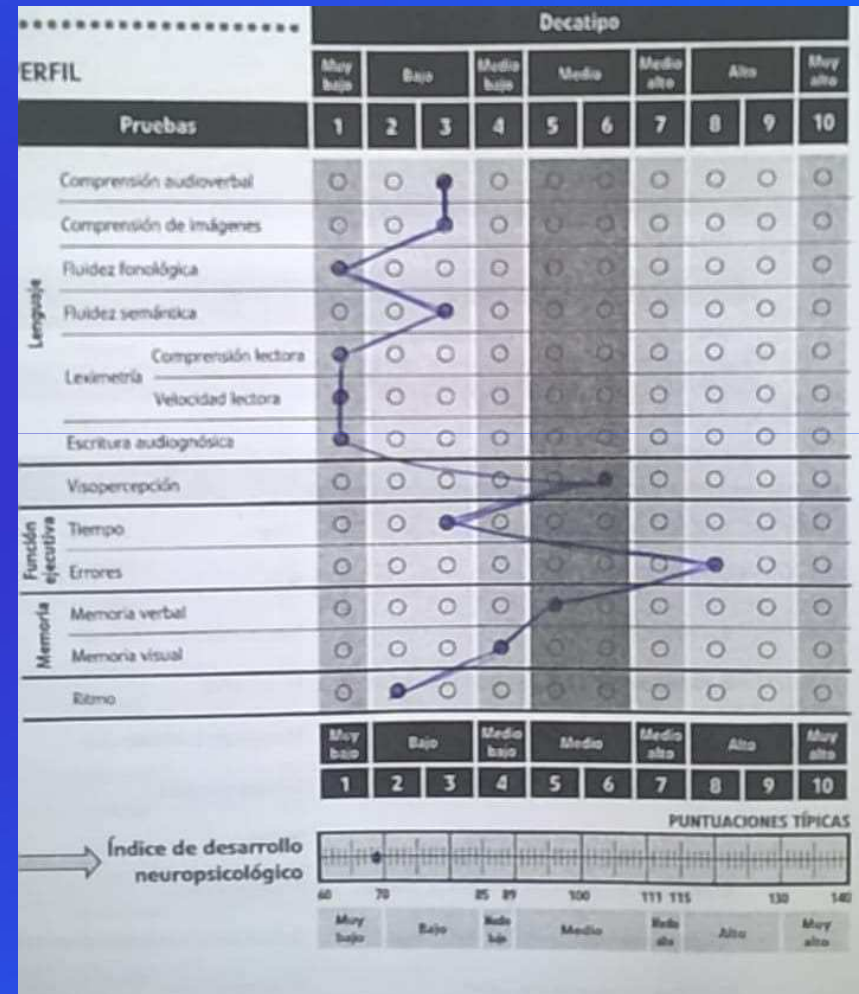 Decatipo
ERFIL
Muy bajo Bajo Medio bajo Medio Medio alto Alto Muy alto
Pruebas 1 2 3 4 5 6 7 8 9 10
Lenguaje
Comprensión audioverbal
Comprensión de imágenes
Fluidez fonológica
Fluidez semántica
Leximetría
Comprensión lectora
Velocidad lectora
Escritura audiognósica
Visopercepción
Función ejecutiva
Tiempo
Errores
Memoria
Memoria verbal
Memoria visual
Ritmo
Muy bajo Bajo Medio bajo Medio Medio alto Alto Muy alto
1 2 3 4 5 6 7 8 9 10
PUNTUACIONES TÍPICAS
Índice de desarrollo
neuropsicológico
60 70 85 89 100 111 115 130 140
Muy bajo Bajo Medio bajo Medio Medio alto Alto Muy alto